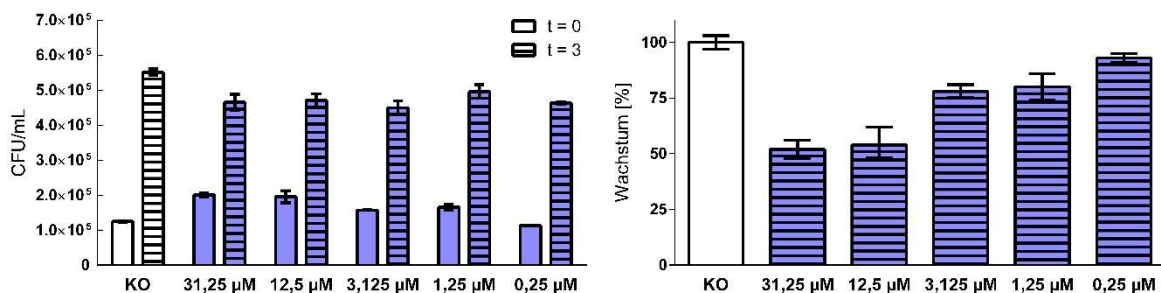 7.0×10⁵
6.0×10⁵
5.0×10⁵
4.0×10⁵
3.0×10⁵
2.0×10⁵
1.0×10⁵
0
CFU/mL
t = 0
t = 3
KO 31,25 µM 12,5 µM 3,125 µM 1,25 µM 0,25 µM
100
75
50
25
0
Wachstum [%]
KO 31,25 µM 12,5 µM 3,125 µM 1,25 µM 0,25 µM